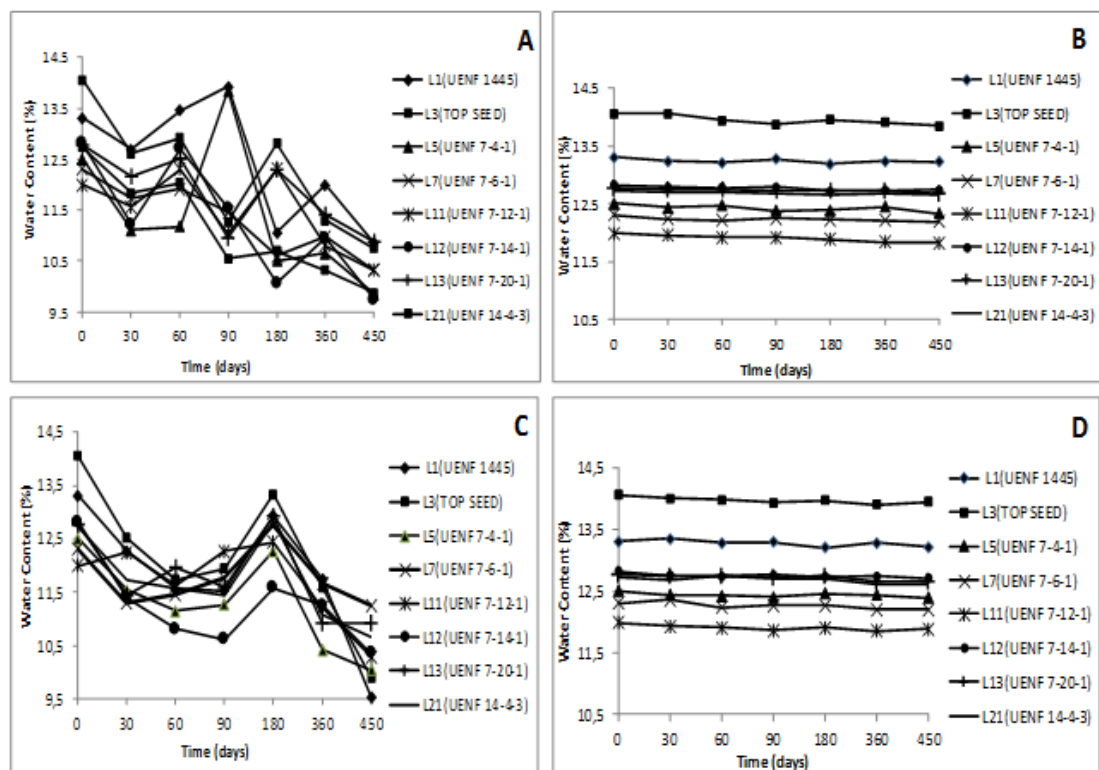 A
14.5
13.5
12.5
11.5
10.5
9.5
Water Content (%)
0 30 60 90 180 360 450
Time (days)
L1(UENF 1445)
L3(TOP SEED)
L5(UENF 7-4-1)
L7(UENF 7-6-1)
L11(UENF 7-12-1)
L12(UENF 7-14-1)
L13(UENF 7-20-1)
L21(UENF 14-4-3)
B
14.5
13.5
12.5
11.5
10.5
Water Content (%)
0 30 60 90 180 360 450
Time (days)
L1(UENF 1445)
L3(TOP SEED)
L5(UENF 7-4-1)
L7(UENF 7-6-1)
L11(UENF 7-12-1)
L12(UENF 7-14-1)
L13(UENF 7-20-1)
L21(UENF 14-4-3)
C
14,5
13,5
12,5
11,5
10,5
9,5
Water Content (%)
0 30 60 90 180 360 450
Time (days)
L1(UENF 1445)
L3(TOP SEED)
L5(UENF 7-4-1)
L7(UENF 7-6-1)
L11(UENF 7-12-1)
L12(UENF 7-14-1)
L13(UENF 7-20-1)
L21(UENF 14-4-3)
D
14,5
13,5
12,5
11,5
10,5
Water Content (%)
0 30 60 90 180 360 450
Time (days)
L1(UENF 1445)
L3(TOP SEED)
L5(UENF 7-4-1)
L7(UENF 7-6-1)
L11(UENF 7-12-1)
L12(UENF 7-14-1)
L13(UENF 7-20-1)
L21(UENF 14-4-3)